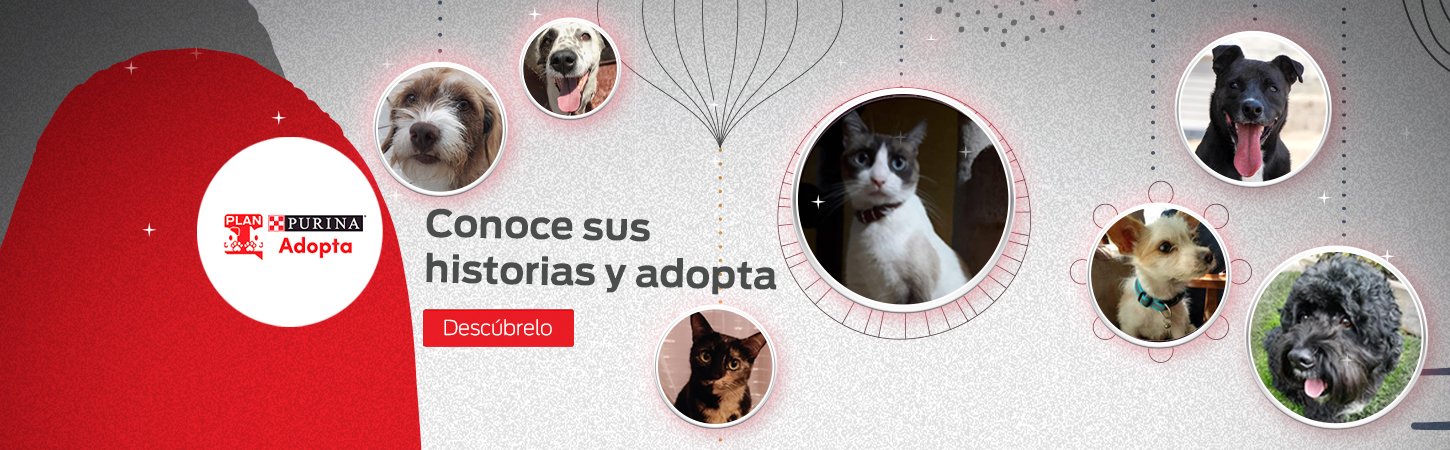 PLAN
PURINA
Adopta
Conoce sus
historias y adopta
Descúbrelo